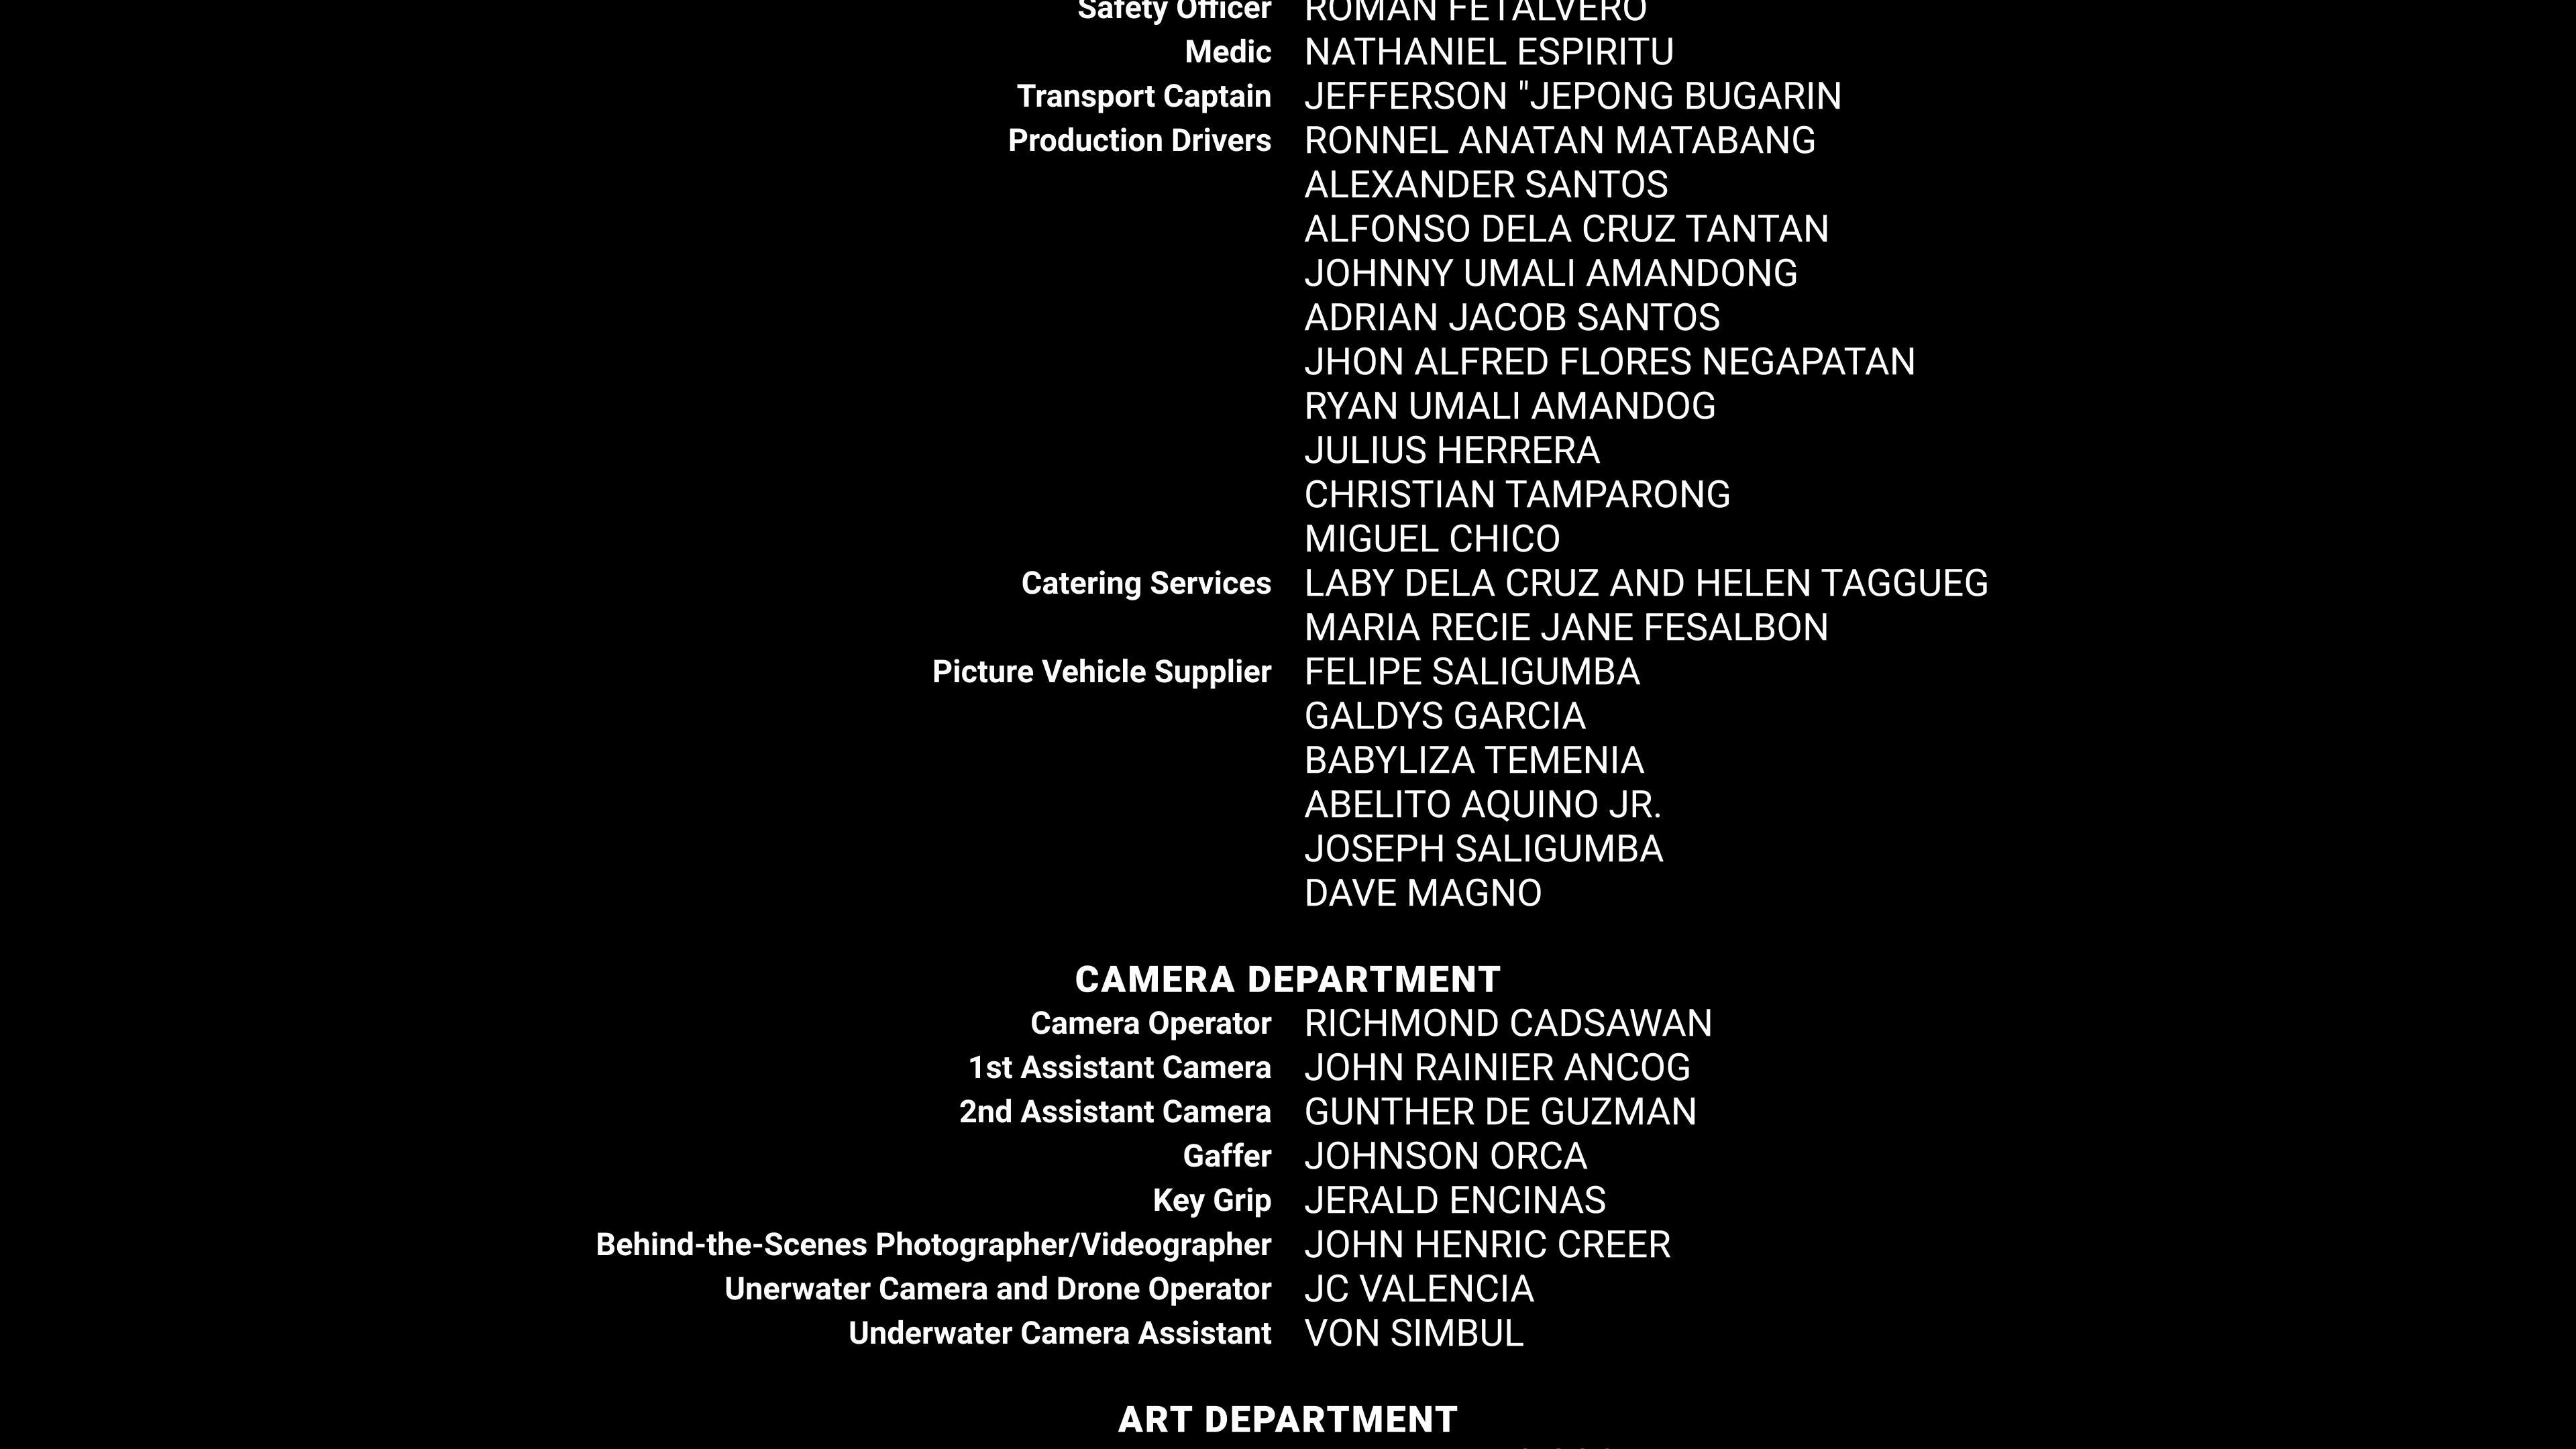 Safety Officer ROMAN FETALVERO
Medic NATHANIEL ESPIRITU
Transport Captain JEFFERSON "JEPONG BUGARIN
Production Drivers RONNEL ANATAN MATABANG
ALEXANDER SANTOS
ALFONSO DELA CRUZ TANTAN
JOHNNY UMALI AMANDONG
ADRIAN JACOB SANTOS
JHON ALFRED FLORES NEGAPATAN
RYAN UMALI AMANDOG
JULIUS HERRERA
CHRISTIAN TAMPARONG
MIGUEL CHICO
Catering Services LABY DELA CRUZ AND HELEN TAGGUEG
MARIA RECIE JANE FESALBON
Picture Vehicle Supplier FELIPE SALIGUMBA
GALDYS GARCIA
BABYLIZA TEMENIA
ABELITO AQUINO JR.
JOSEPH SALIGUMBA
DAVE MAGNO
CAMERA DEPARTMENT
Camera Operator RICHMOND CADSAWAN
1st Assistant Camera JOHN RAINIER ANCOG
2nd Assistant Camera GUNTHER DE GUZMAN
Gaffer JOHNSON ORCA
Key Grip JERALD ENCINAS
Behind-the-Scenes Photographer/Videographer JOHN HENRIC CREER
Unerwater Camera and Drone Operator JC VALENCIA
Underwater Camera Assistant VON SIMBUL
ART DEPARTMENT